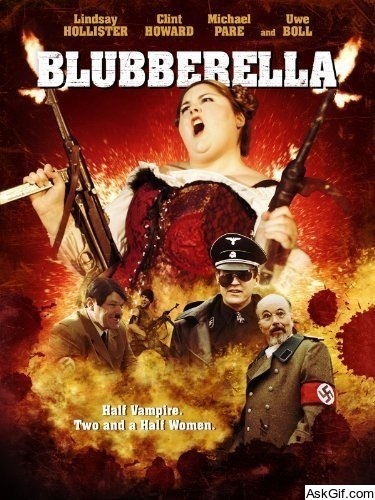 Lindsay Clint Michael Uwe
HOLLISTER HOWARD PARE and BOLL
BLUBBERELLA
Half Vampire.
Two and a Half Women.
AskGif.com